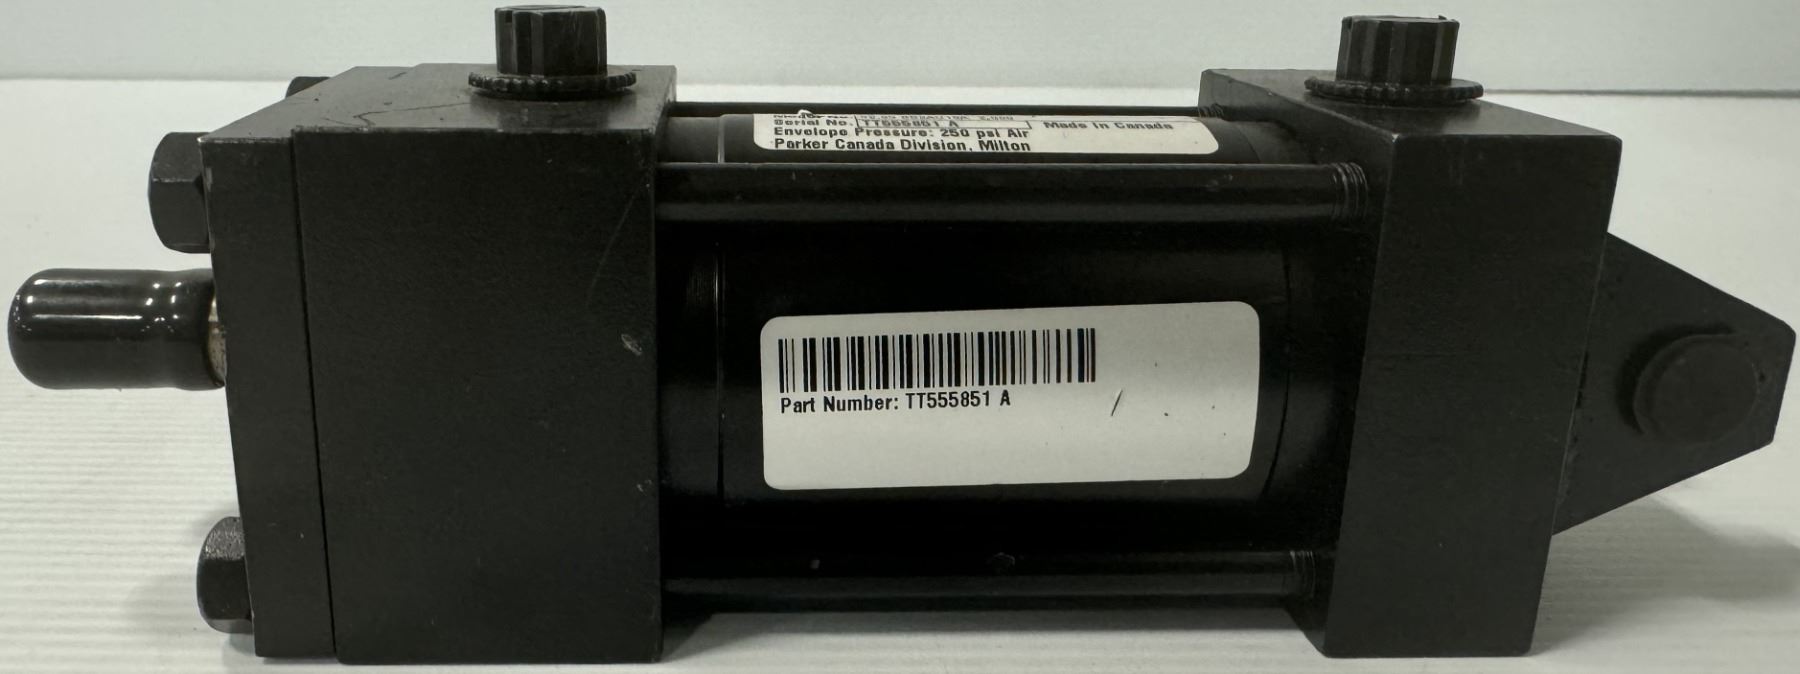 Serial No. TT555851 A Made In Canada
Envelope Pressure: 250 psi Air
Parker Canada Division, Milton
Part Number: TT555851 A